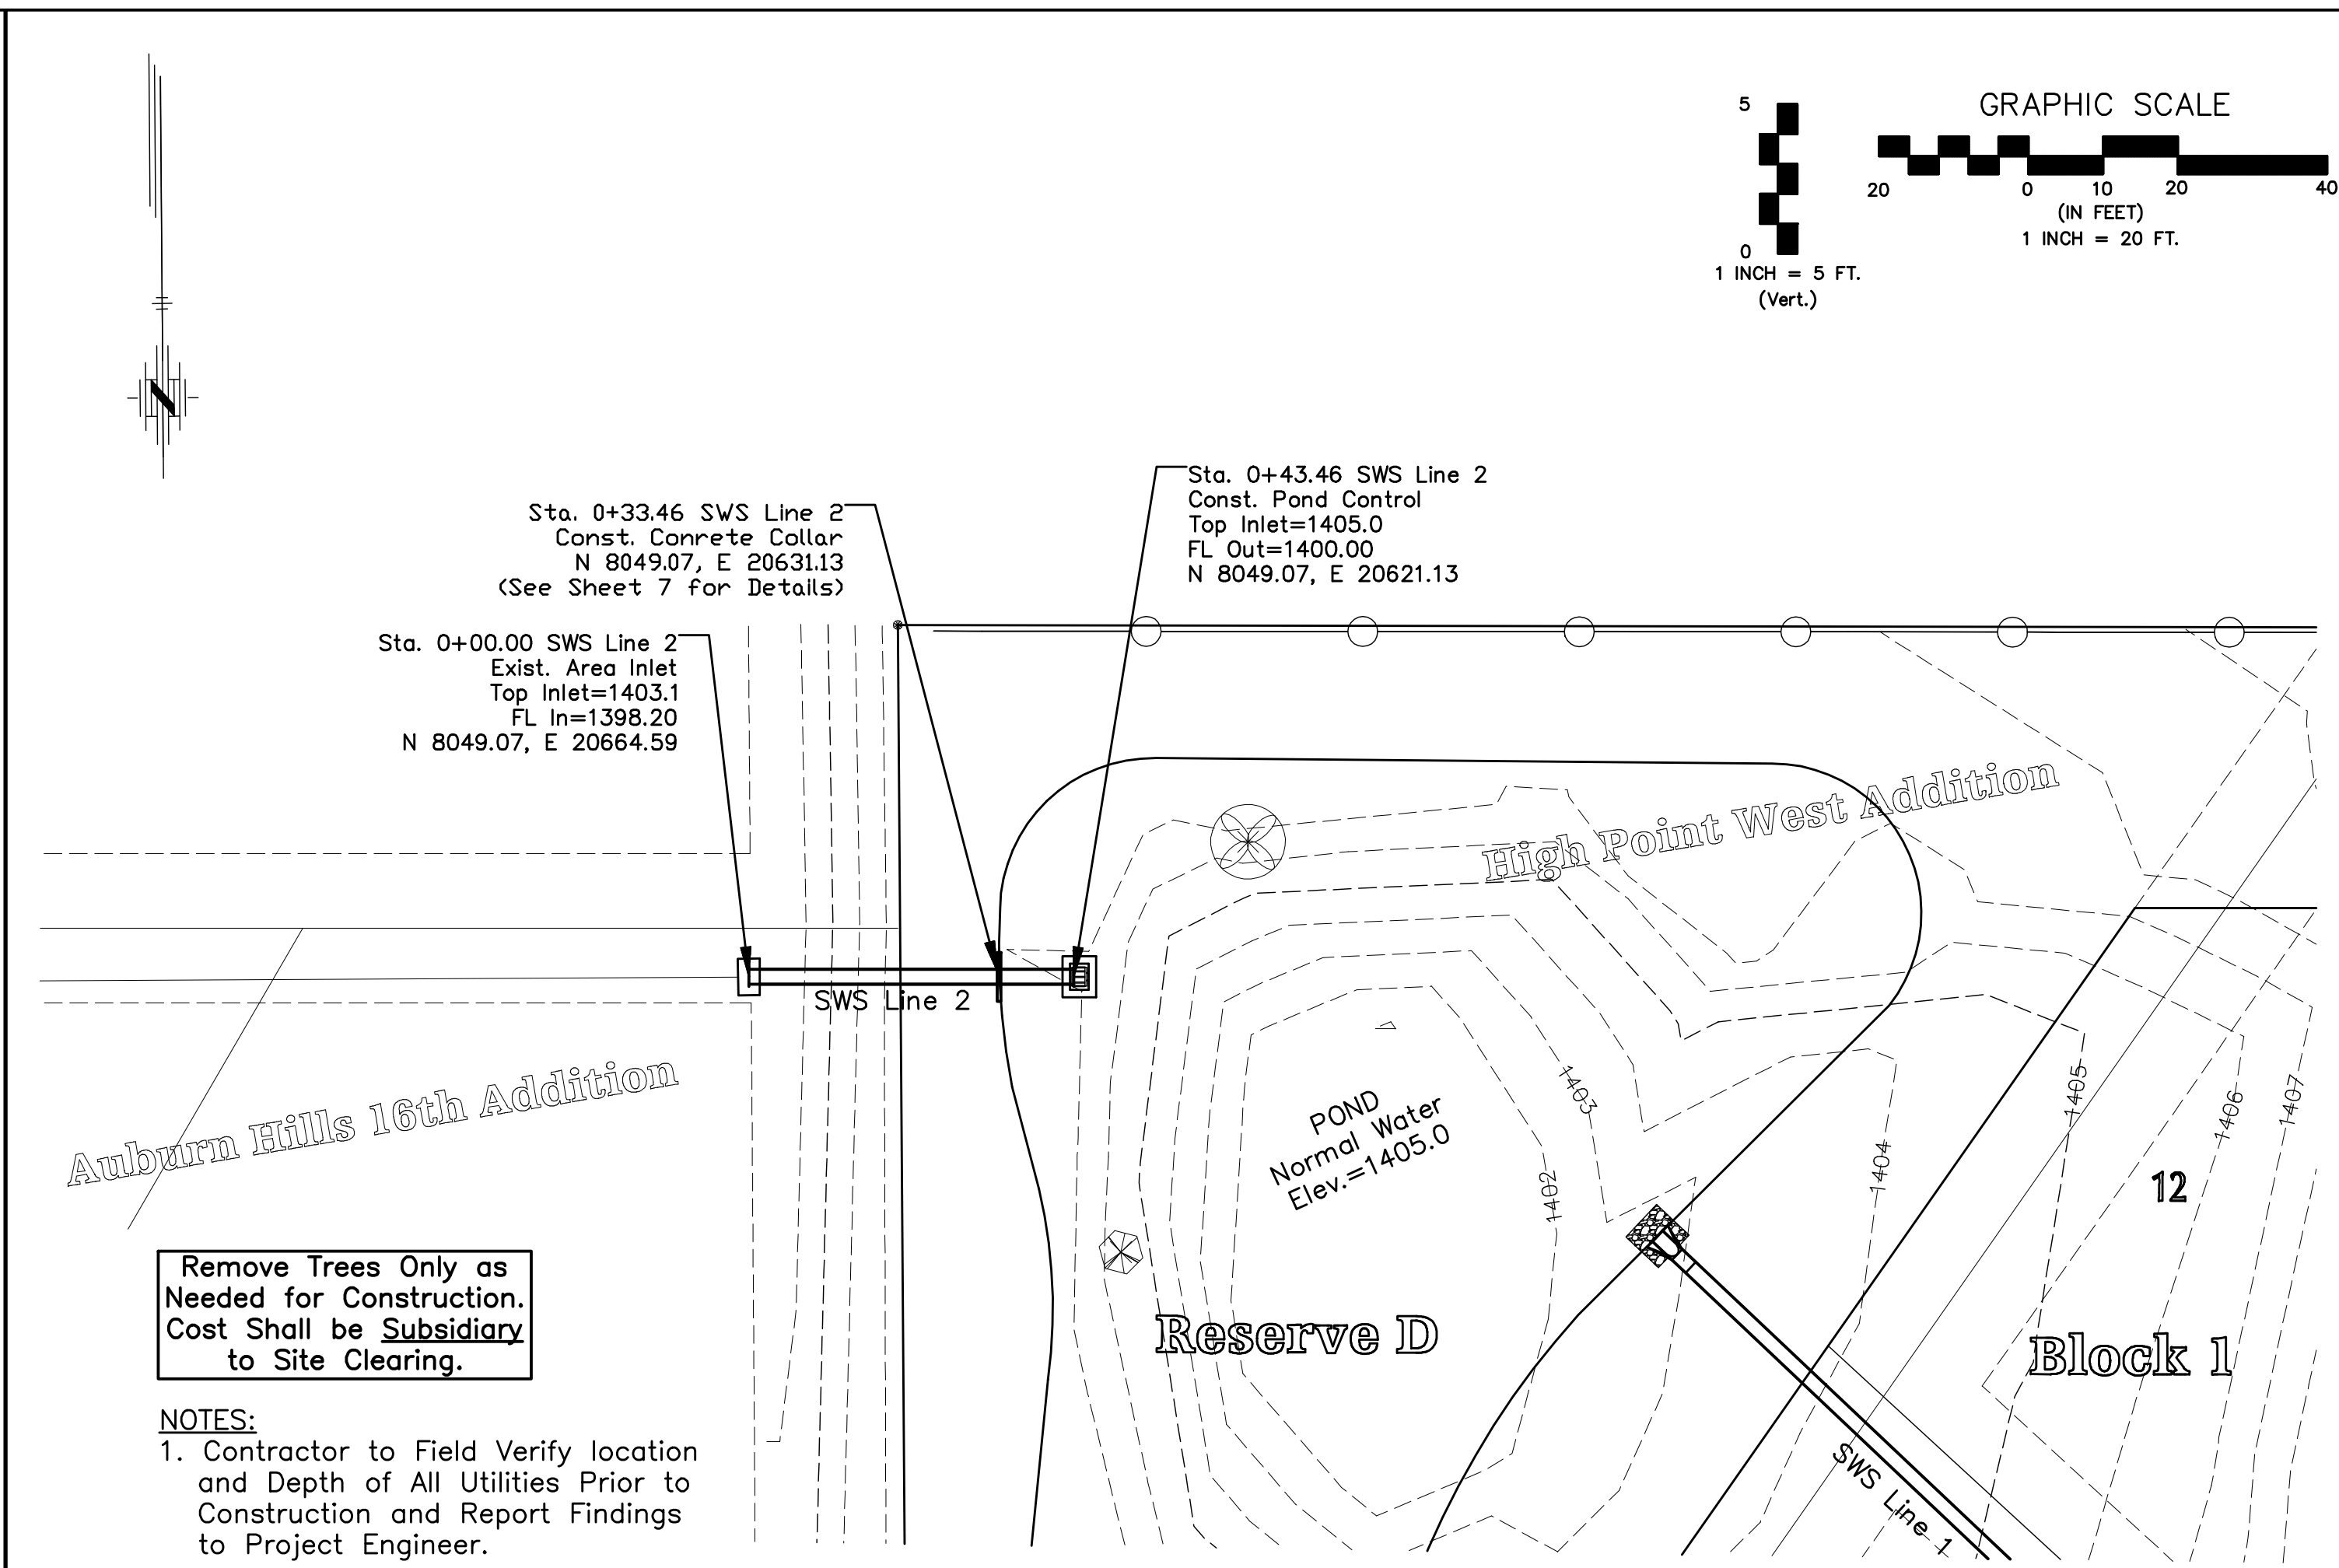 5
0
1 INCH = 5 FT.
(Vert.)
GRAPHIC SCALE
20 0 10 20 40
(IN FEET)
1 INCH = 20 FT.
N
Sta. 0+33.46 SWS Line 2
Const. Conrete Collar
N 8049.07, E 20631.13
(See Sheet 7 for Details)
Sta. 0+43.46 SWS Line 2
Const. Pond Control
Top Inlet=1405.0
FL Out=1400.00
N 8049.07, E 20621.13
Sta. 0+00.00 SWS Line 2
Exist. Area Inlet
Top Inlet=1403.1
FL In=1398.20
N 8049.07, E 20664.59
High Point West Addition
SWS Line 2
Auburn Hills 16th Addition
POND
Normal Water
Elev.=1405.0
1403
1402
1404
1405
1406
1407
12
Reserve D
Block 1
SWS Line 1
Remove Trees Only as
Needed for Construction.
Cost Shall be Subsidiary
to Site Clearing.
NOTES:
1. Contractor to Field Verify location
and Depth of All Utilities Prior to
Construction and Report Findings
to Project Engineer.